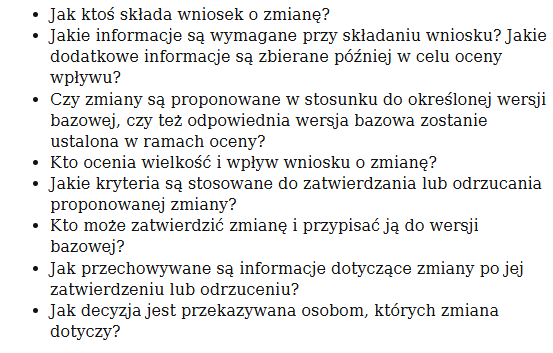 • Jak ktoś składa wniosek o zmianę?
• Jakie informacje są wymagane przy składaniu wniosku? Jakie
dodatkowe informacje są zbierane później w celu oceny
wpływu?
• Czy zmiany są proponowane w stosunku do określonej wersji
bazowej, czy też odpowiednia wersja bazowa zostanie
ustalona w ramach oceny?
• Kto ocenia wielkość i wpływ wniosku o zmianę?
• Jakie kryteria są stosowane do zatwierdzania lub odrzucania
proponowanej zmiany?
• Kto może zatwierdzić zmianę i przypisać ją do wersji
bazowej?
• Jak przechowywane są informacje dotyczące zmiany po jej
zatwierdzeniu lub odrzuceniu?
• Jak decyzja jest przekazywana osobom, których zmiana
dotyczy?